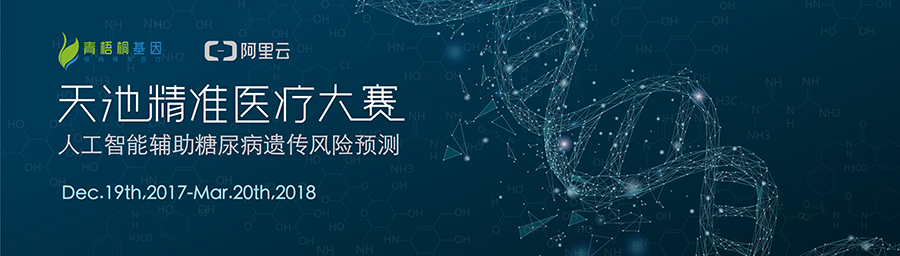 青梧桐基因 阿里云
天池精准医疗大赛
人工智能辅助糖尿病遗传风险预测
Dec.19th,2017-Mar.20th,2018